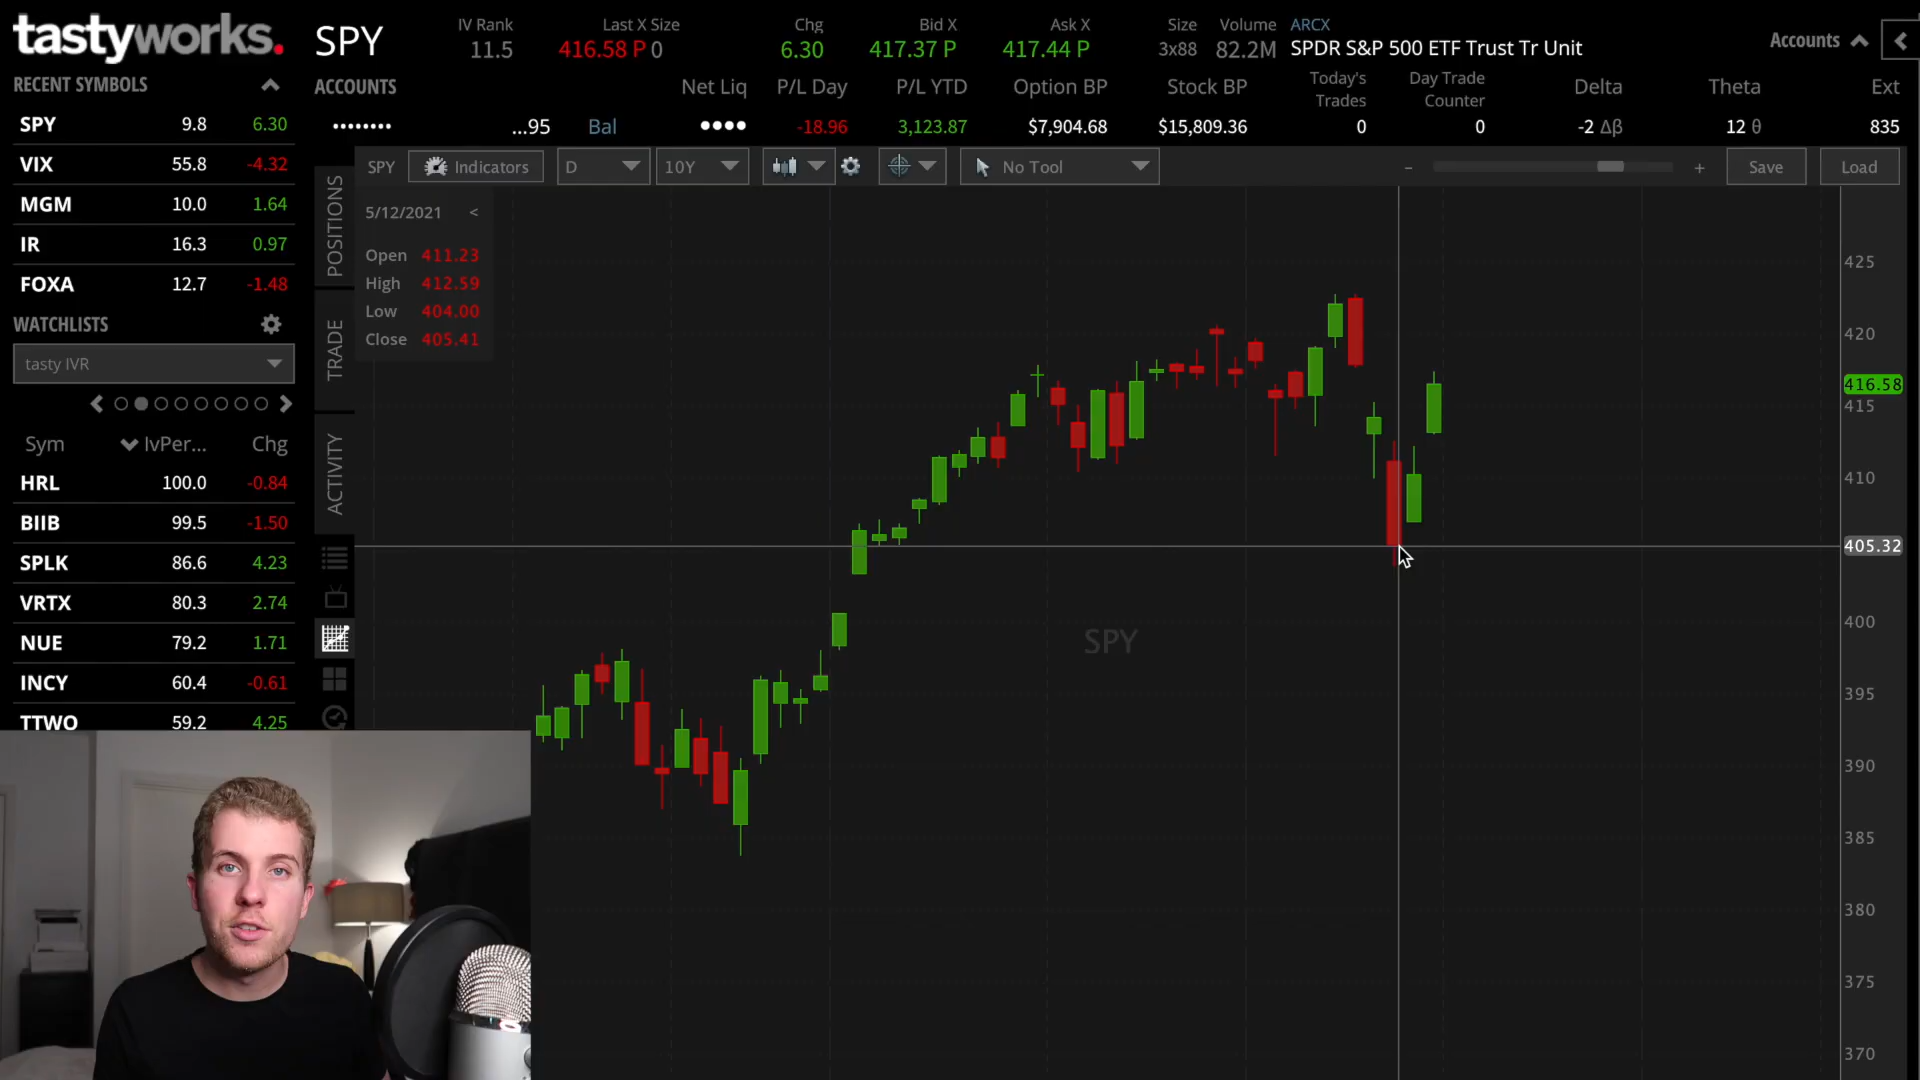 tastyworks.
SPY
IV Rank
11.5
Last X Size
416.58 P 0
Chg
6.30
Bid X
417.37 P
Ask X
417.44 P
Size
3x88
Volume
82.2M
ARCX
SPDR S&P 500 ETF Trust Tr Unit
Accounts
RECENT SYMBOLS
SPY 9.8 6.30
VIX 55.8 -4.32
MGM 10.0 1.64
IR 16.3 0.97
FOXA 12.7 -1.48
ACCOUNTS Net Liq P/L Day P/L YTD Option BP Stock BP Today's Trades Day Trade Counter Delta Theta Ext
...95 Bal -18.96 3,123.87 $7,904.68 $15,809.36 0 0 -2 Δβ 12 θ 835
SPY Indicators D 10Y No Tool - + Save Load
POSITIONS
TRADE
ACTIVITY
5/12/2021 <
Open 411.23
High 412.59
Low 404.00
Close 405.41
WATCHLISTS
tasty IVR
Sym IvPer... Chg
HRL 100.0 -0.84
BIIB 99.5 -1.50
SPLK 86.6 4.23
VRTX 80.3 2.74
NUE 79.2 1.71
INCY 60.4 -0.61
TTWO 59.2 4.25
SPY
425
420
416.58
415
410
405.32
400
395
390
385
380
375
370